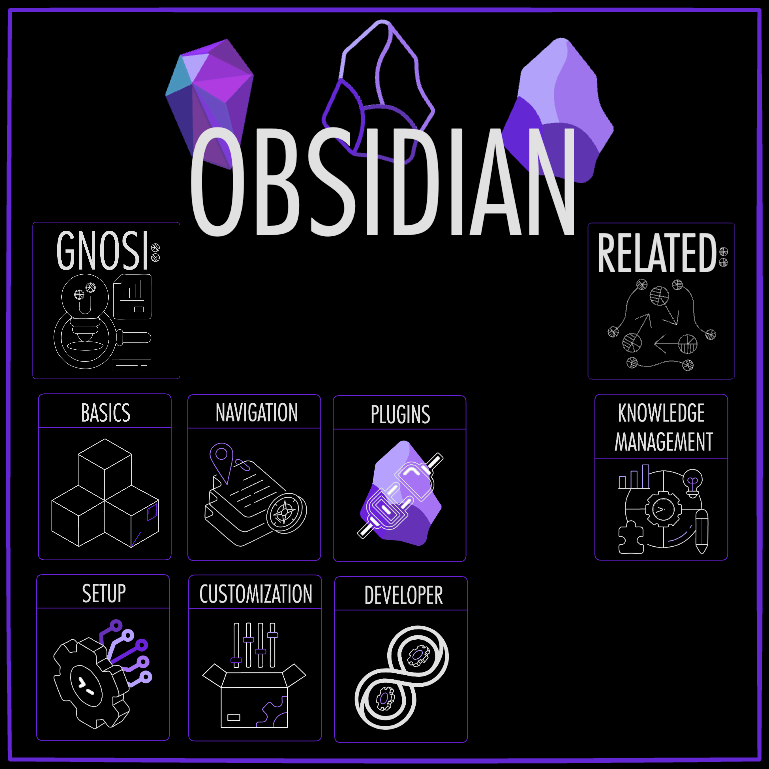 OBSIDIAN
GNOSI:
RELATED:
BASICS
NAVIGATION
PLUGINS
KNOWLEDGE
MANAGEMENT
SETUP
CUSTOMIZATION
DEVELOPER